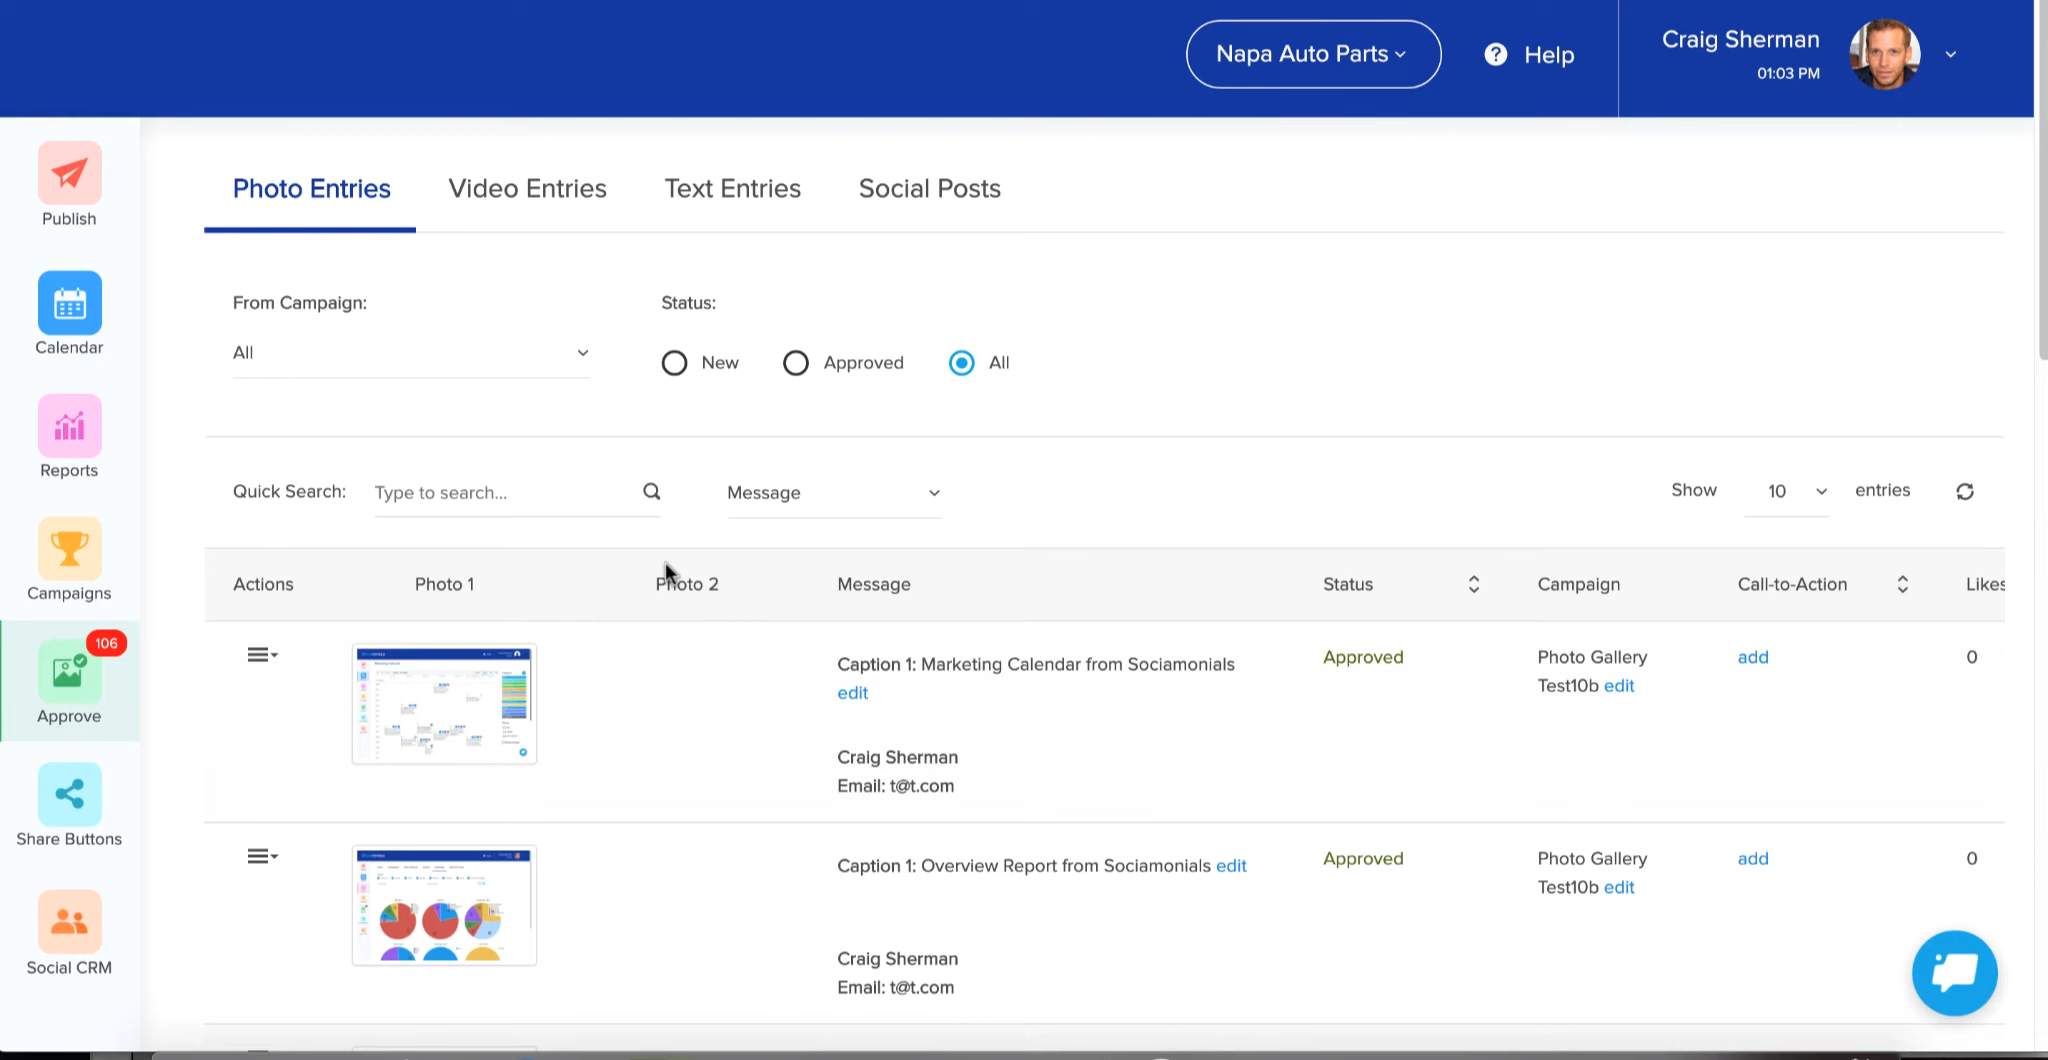 Napa Auto Parts
? Help
Craig Sherman
01:03 PM
Publish
Calendar
Reports
Campaigns
106
Approve
Share Buttons
Social CRM
Photo Entries
Video Entries
Text Entries
Social Posts
From Campaign:
All
Status:
New
Approved
All
Quick Search:
Type to search...
Message
Show 10 entries
Actions
Photo 1
Photo 2
Message
Status
Campaign
Call-to-Action
Likes
Caption 1: Marketing Calendar from Sociamonials
edit
Craig Sherman
Email: t@t.com
Approved
Photo Gallery
Test10b edit
add
0
Caption 1: Overview Report from Sociamonials edit
Craig Sherman
Email: t@t.com
Approved
Photo Gallery
Test10b edit
add
0